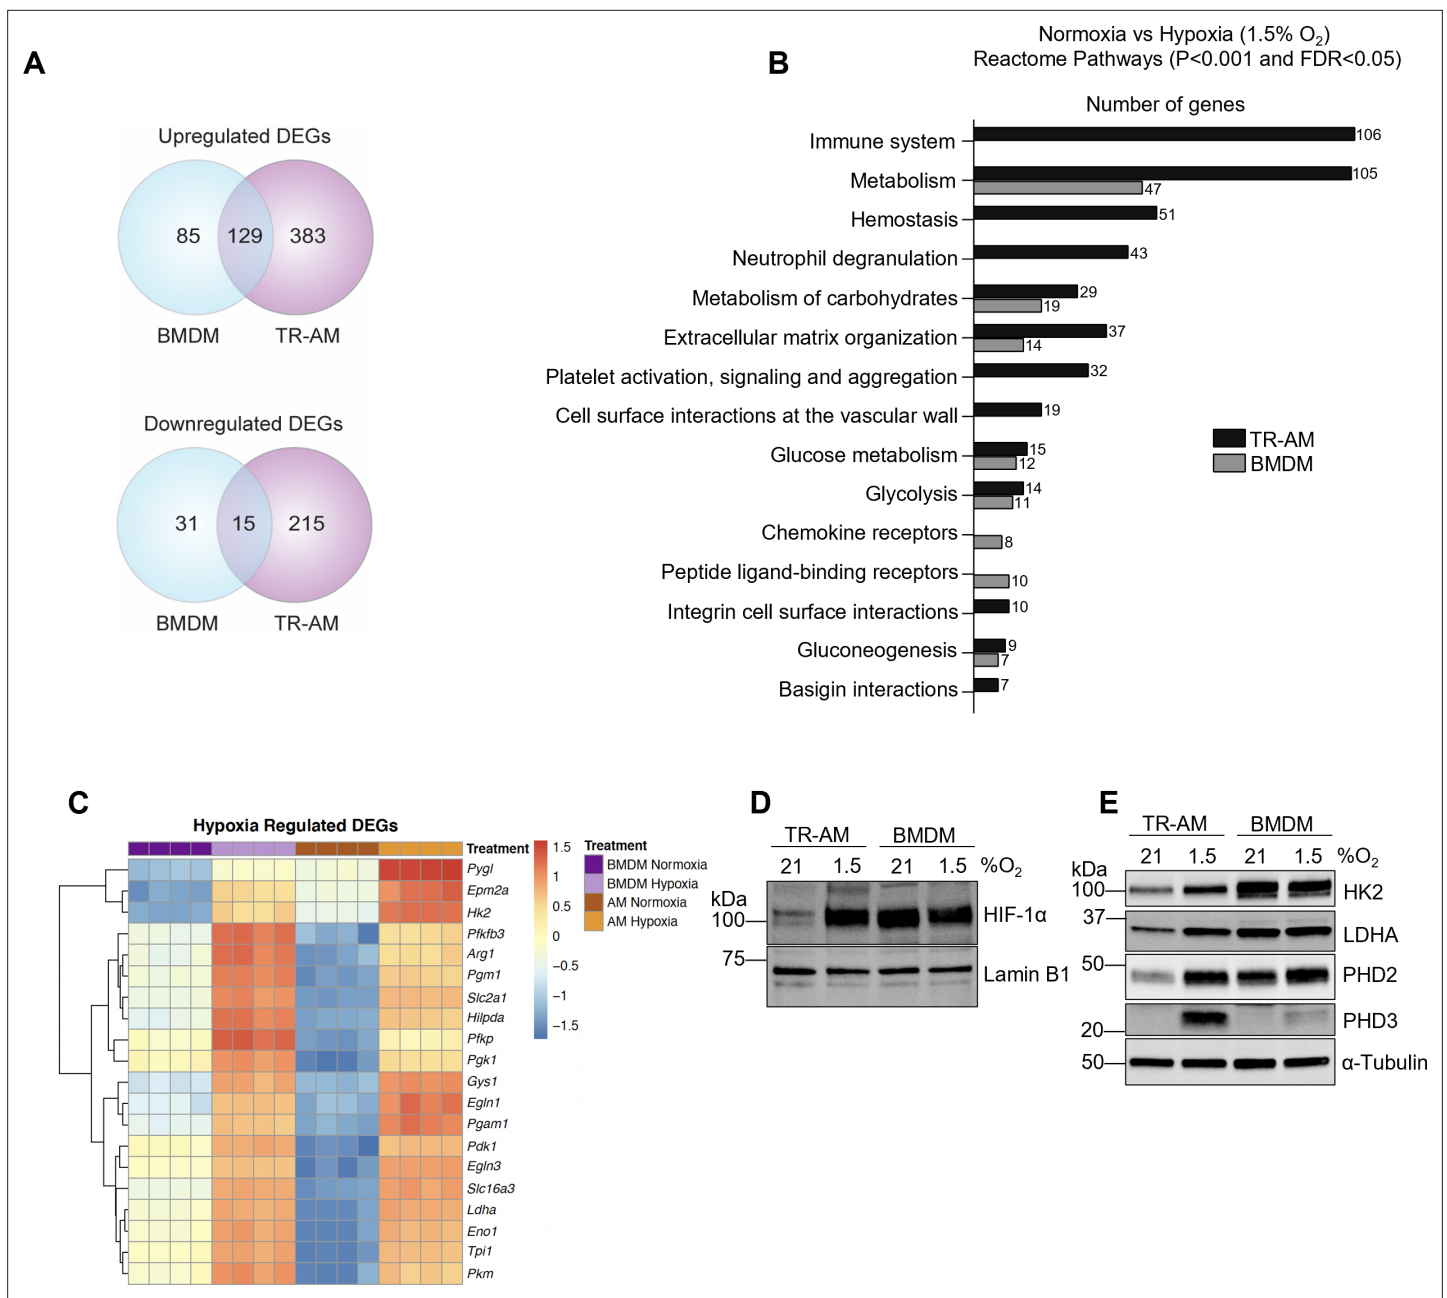 A
Upregulated DEGs
85 129 383
BMDM TR-AM
Downregulated DEGs
31 15 215
BMDM TR-AM
B
Normoxia vs Hypoxia (1.5% O₂)
Reactome Pathways (P<0.001 and FDR<0.05)
Number of genes
Immune system 106
Metabolism 105
47
Hemostasis 51
Neutrophil degranulation 43
Metabolism of carbohydrates 29
19
Extracellular matrix organization 37
14
Platelet activation, signaling and aggregation 32
Cell surface interactions at the vascular wall 19
Glucose metabolism 15
12
Glycolysis 14
11
Chemokine receptors 8
Peptide ligand-binding receptors 10
Integrin cell surface interactions 10
Gluconeogenesis 9
7
Basigin interactions 7
TR-AM
BMDM
C
Hypoxia Regulated DEGs
Treatment
Pygl
Epm2a
Hk2
Pfkfb3
Arg1
Pgm1
Slc2a1
Hilpda
Pfkp
Pgk1
Gys1
Egln1
Pgam1
Pdk1
Egln3
Slc16a3
Ldha
Eno1
Tpi1
Pkm
1.5
1
0.5
0
−0.5
−1
−1.5
Treatment
BMDM Normoxia
BMDM Hypoxia
AM Normoxia
AM Hypoxia
D
TR-AM BMDM
21 1.5 21 1.5 %O₂
kDa
100 HIF-1α
75
Lamin B1
E
TR-AM BMDM
21 1.5 21 1.5 %O₂
kDa
100 HK2
37
LDHA
50
PHD2
PHD3
20
50 α-Tubulin